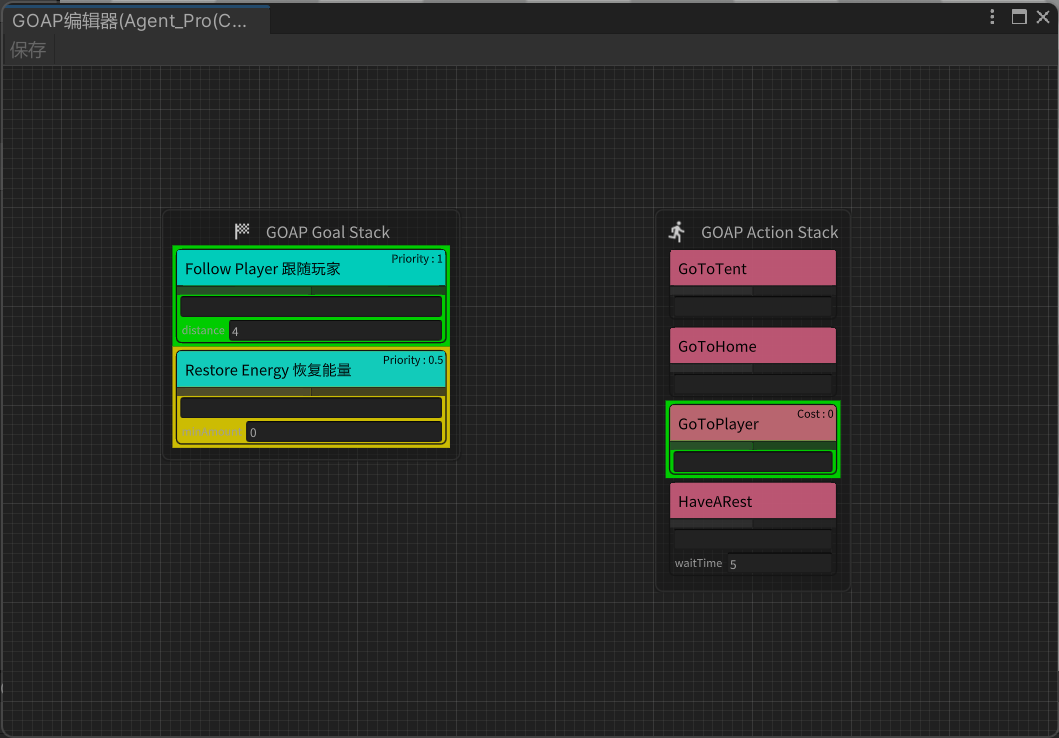 GOAP编辑器(Agent_Pro(C...
保存
GOAP Goal Stack
Priority : 1
Follow Player 跟随玩家
distance 4
Priority : 0.5
Restore Energy 恢复能量
0
GOAP Action Stack
GoToTent
GoToHome
Cost : 0
GoToPlayer
HaveARest
waitTime 5